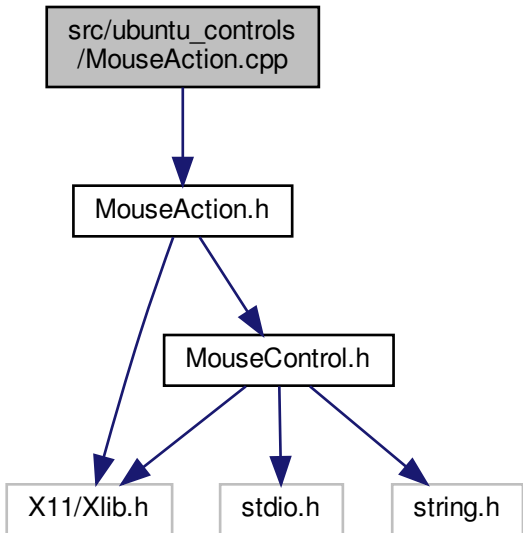 src/ubuntu_controls
/MouseAction.cpp
MouseAction.h
MouseControl.h
X11/Xlib.h
stdio.h
string.h